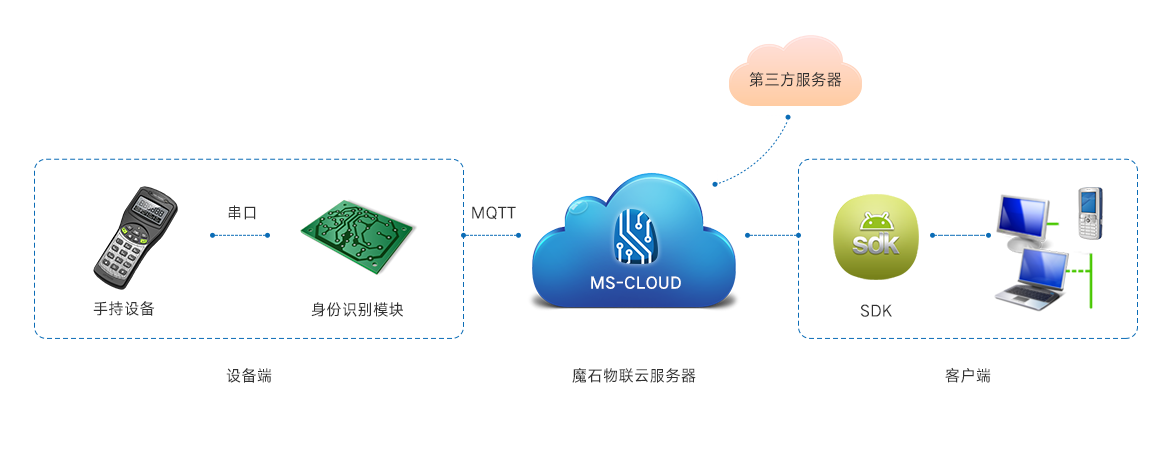 第三方服务器
串口
MQTT
sdk
MS-CLOUD
手持设备
身份识别模块
SDK
设备端
魔石物联云服务器
客户端